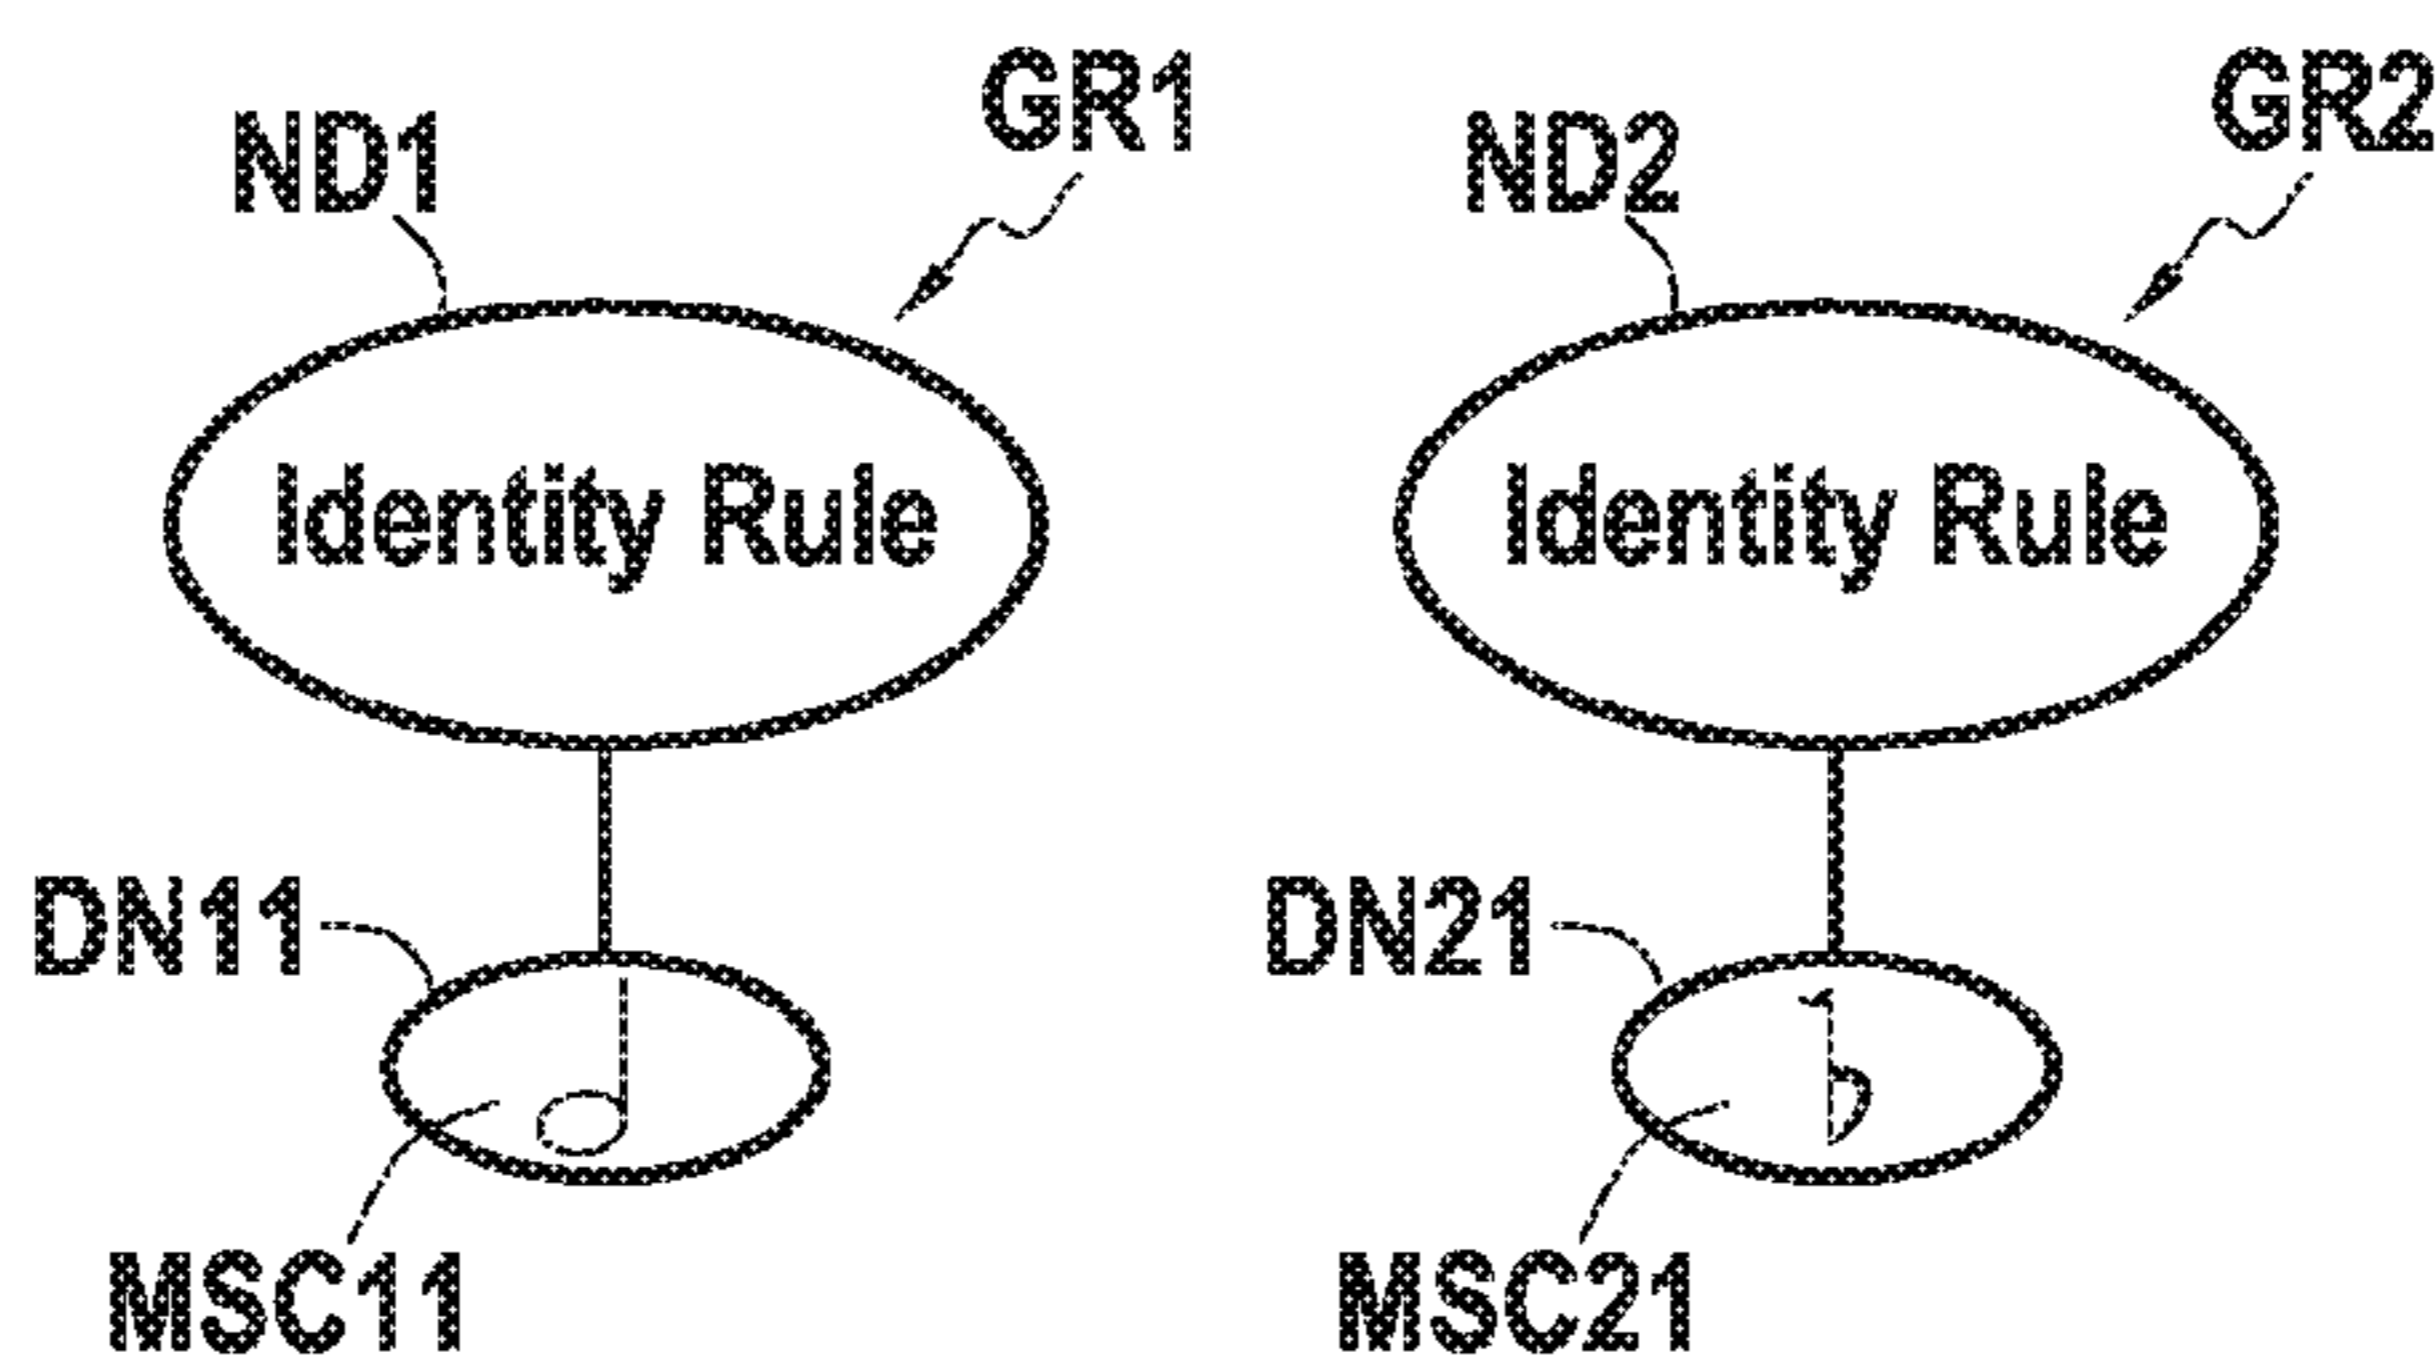 GR1
GR2
ND1
ND2
Identity Rule
Identity Rule
DN11
DN21
MSC11
MSC21